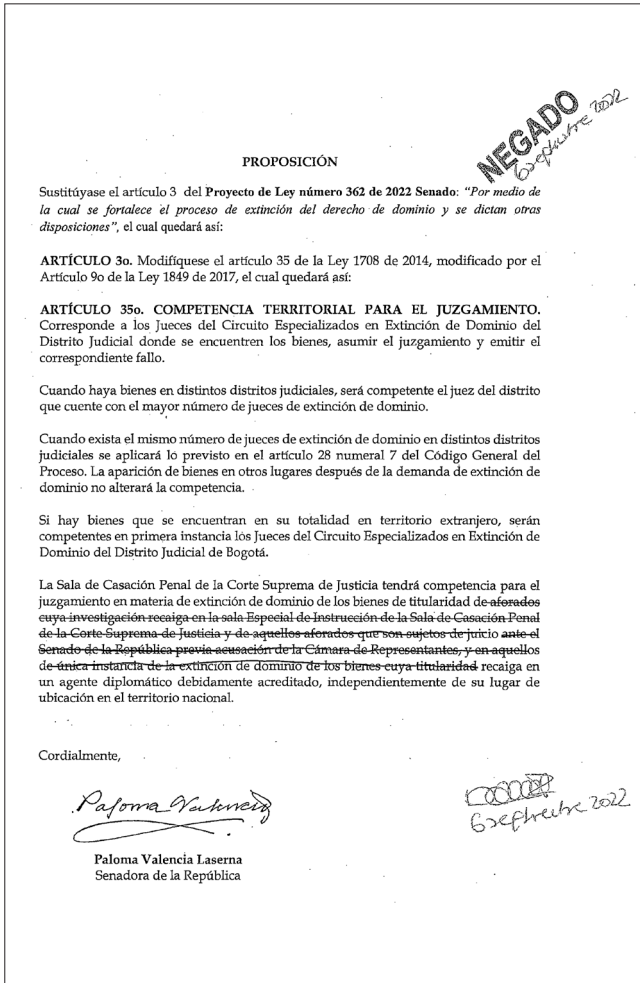 NEGADO
6 septiembre 2022
PROPOSICIÓN
Sustitúyase el artículo 3 del Proyecto de Ley número 362 de 2022 Senado: "Por medio de
la cual se fortalece el proceso de extinción del derecho de dominio y se dictan otras
disposiciones", el cual quedará así:
ARTÍCULO 3o. Modifíquese el artículo 35 de la Ley 1708 de 2014, modificado por el
Artículo 9o de la Ley 1849 de 2017, el cual quedará así:
ARTÍCULO 35o. COMPETENCIA TERRITORIAL PARA EL JUZGAMIENTO.
Corresponde a los Jueces del Circuito Especializados en Extinción de Dominio del
Distrito Judicial donde se encuentren los bienes, asumir el juzgamiento y emitir el
correspondiente fallo.
Cuando haya bienes en distintos distritos judiciales, será competente el juez del distrito
que cuente con el mayor número de jueces de extinción de dominio.
Cuando exista el mismo número de jueces de extinción de dominio en distintos distritos
judiciales se aplicará lo previsto en el artículo 28 numeral 7 del Código General del
Proceso. La aparición de bienes en otros lugares después de la demanda de extinción de
dominio no alterará la competencia.
Si hay bienes que se encuentran en su totalidad en territorio extranjero, serán
competentes en primera instancia los Jueces del Circuito Especializados en Extinción de
Dominio del Distrito Judicial de Bogotá.
La Sala de Casación Penal de la Corte Suprema de Justicia tendrá competencia para el
juzgamiento en materia de extinción de dominio de los bienes de titularidad de aforados
cuya investigación recaiga en la sala Especial de Instrucción de la Sala de Casación Penal
de la Corte Suprema de Justicia y de aquellos aforados que son sujetos de juicio ante el
Senado de la República previa acusación de la Cámara de Representantes, y en aquellos
de única instancia de la extinción de dominio de los bienes cuya titularidad recaiga en
un agente diplomático debidamente acreditado, independientemente de su lugar de
ubicación en el territorio nacional.
Cordialmente,
Paloma Valencia
Paloma Valencia Laserna
Senadora de la República
6 septiembre 2022